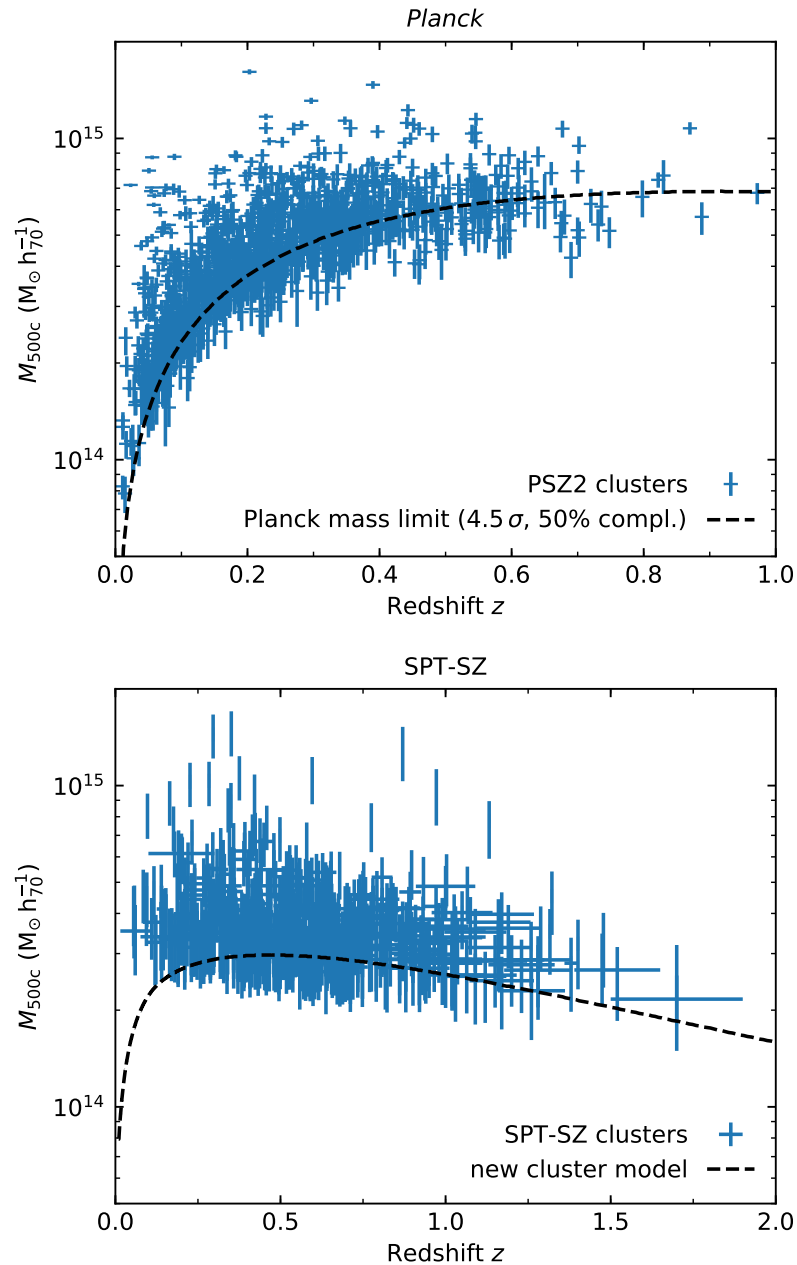 Planck
10¹⁵
10¹⁴
M₅₀₀c (M⊙ h₇₀⁻¹)
PSZ2 clusters
Planck mass limit (4.5 σ, 50% compl.)
0.0 0.2 0.4 0.6 0.8 1.0
Redshift z
SPT-SZ
10¹⁵
10¹⁴
M₅₀₀c (M⊙ h₇₀⁻¹)
SPT-SZ clusters
new cluster model
0.0 0.5 1.0 1.5 2.0
Redshift z